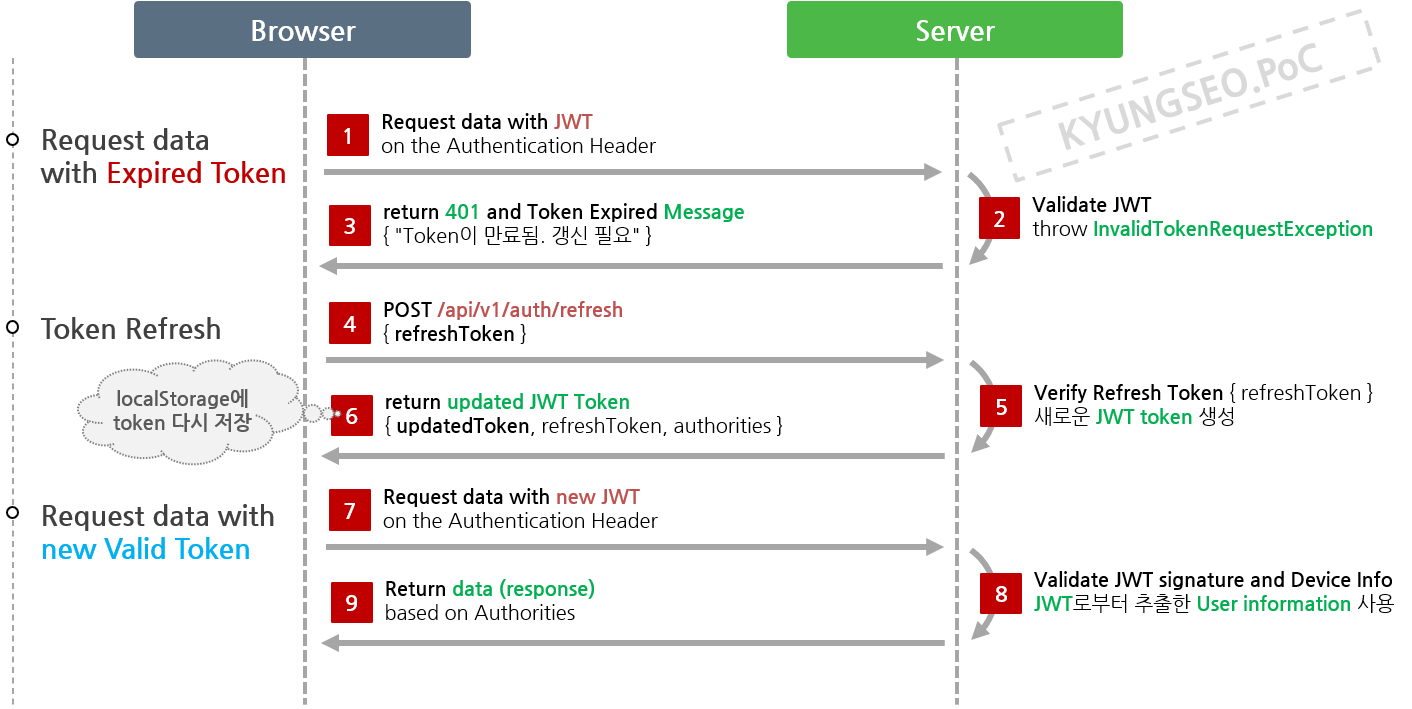 Browser
Server
KYUNGSEO.PoC
Request data
with Expired Token
1
Request data with JWT
on the Authentication Header
2
Validate JWT
throw InvalidTokenRequestException
3
return 401 and Token Expired Message
{ "Token이 만료됨. 갱신 필요" }
Token Refresh
4
POST /api/v1/auth/refresh
{ refreshToken }
5
Verify Refresh Token { refreshToken }
새로운 JWT token 생성
localStorage에
token 다시 저장
6
return updated JWT Token
{ updatedToken, refreshToken, authorities }
Request data with
new Valid Token
7
Request data with new JWT
on the Authentication Header
8
Validate JWT signature and Device Info
JWT로부터 추출한 User information 사용
9
Return data (response)
based on Authorities